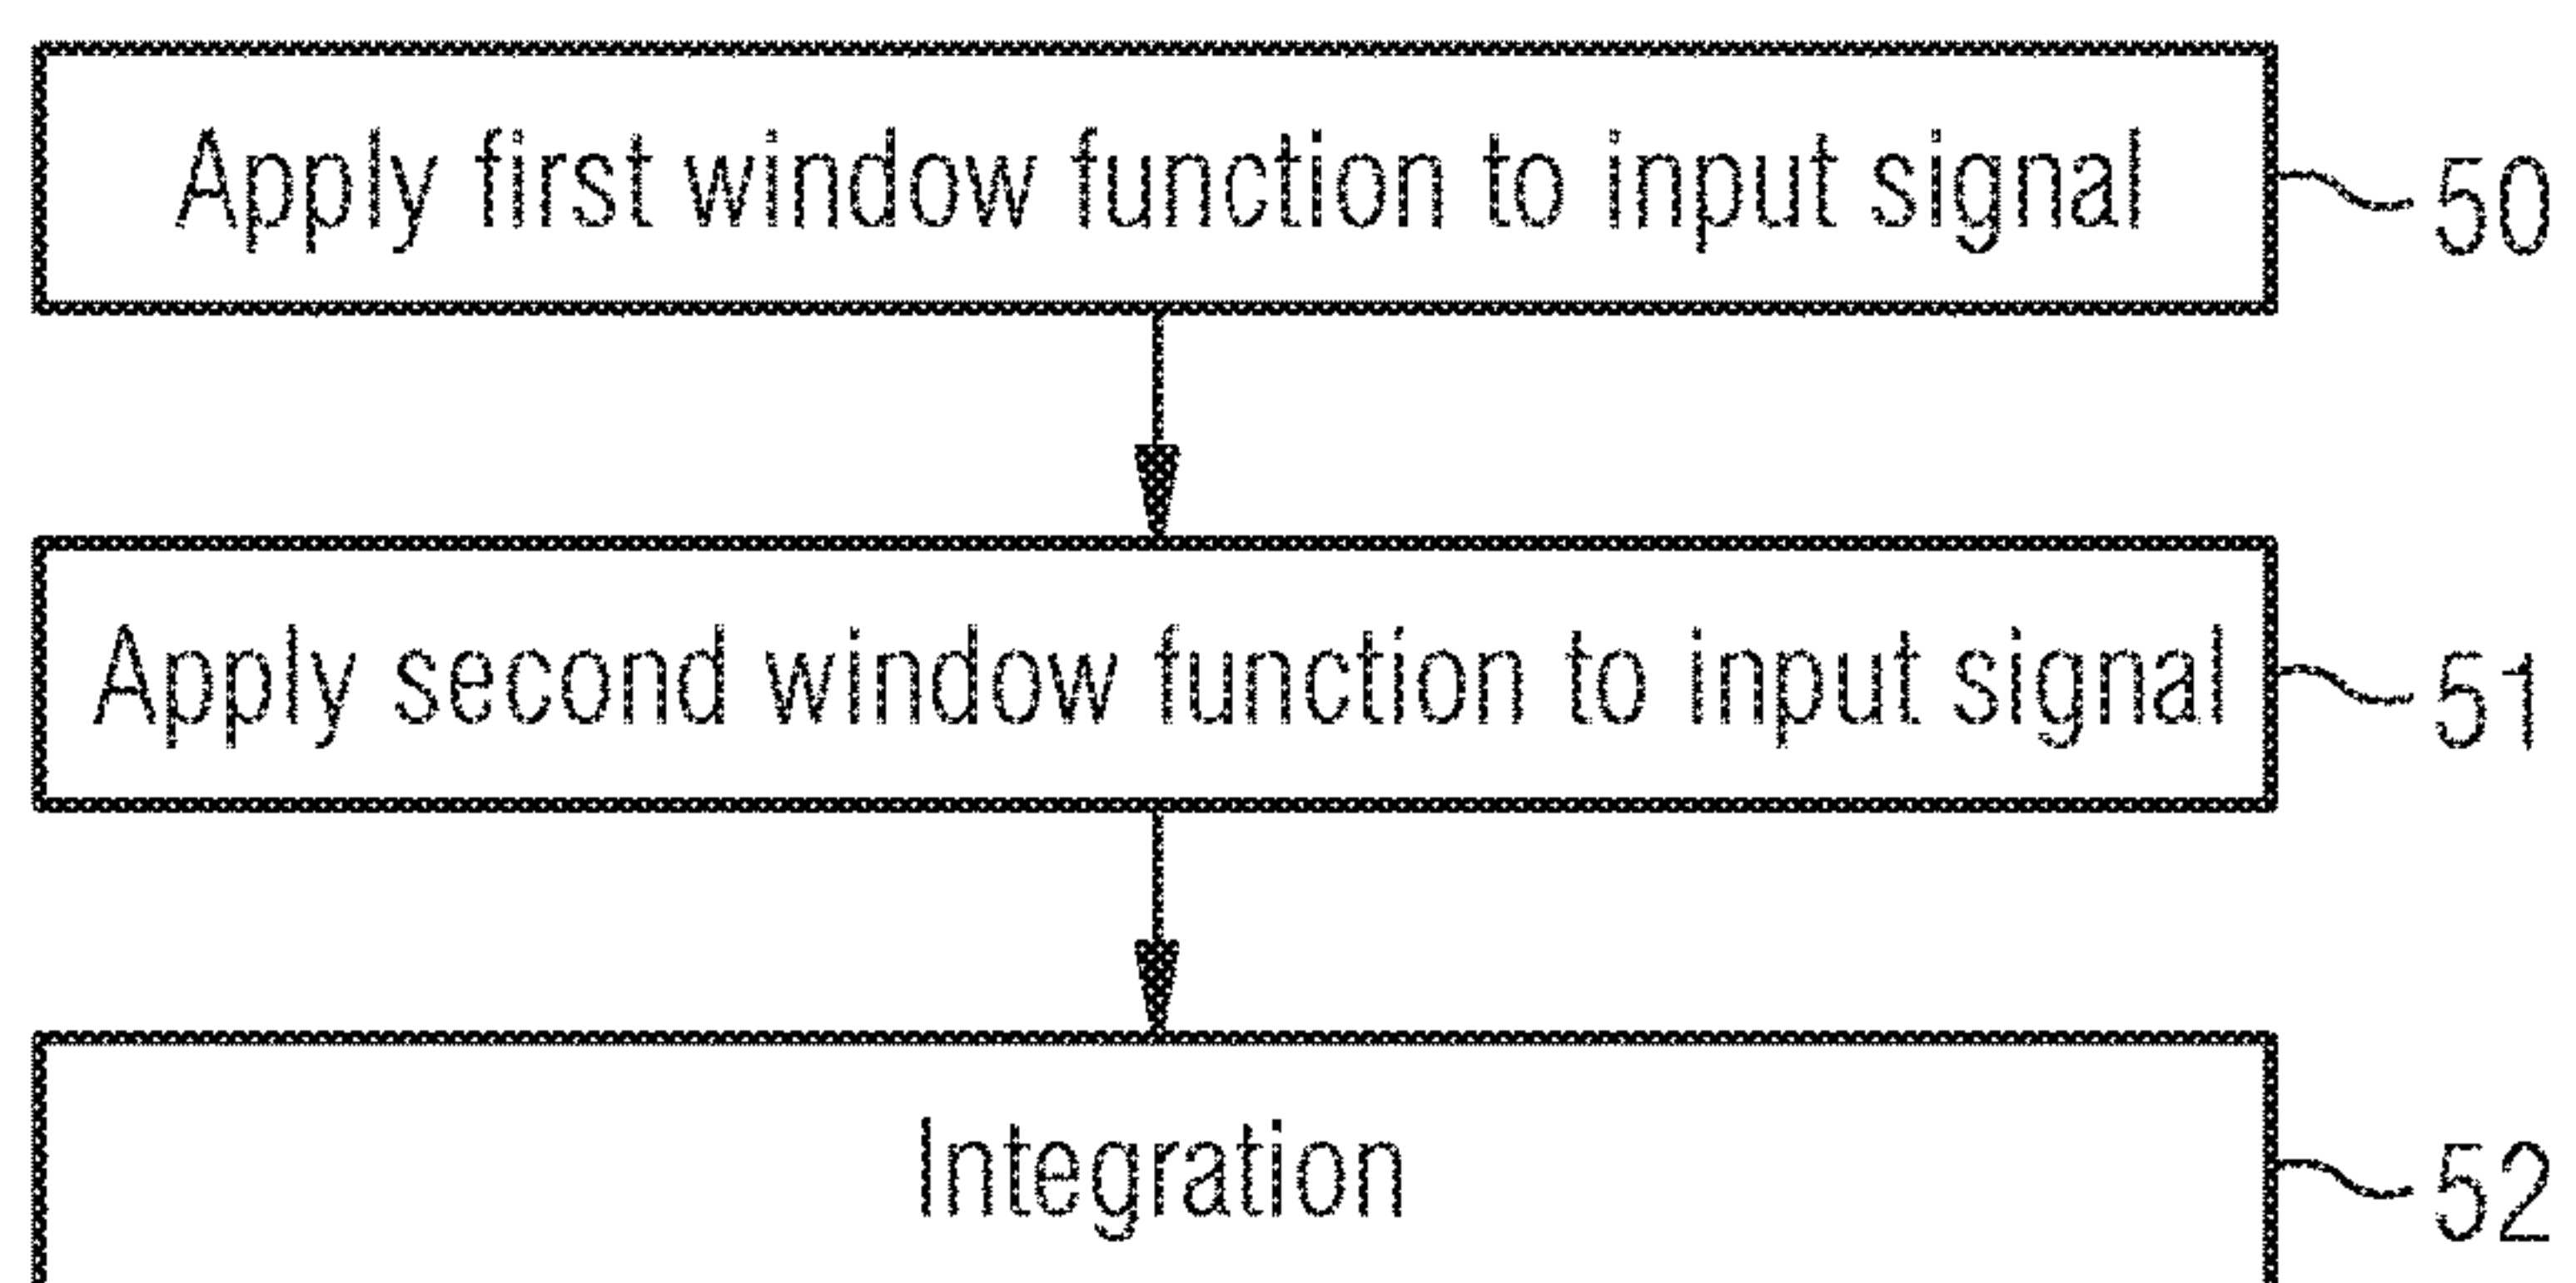 Apply first window function to input signal 50
Apply second window function to input signal 51
Integration 52